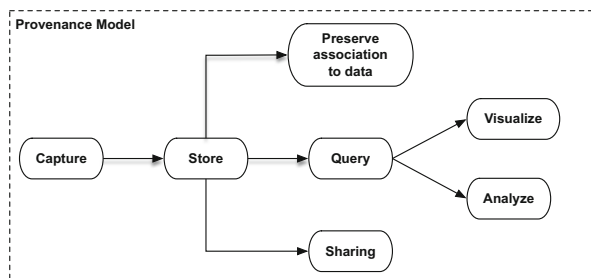 Provenance Model
Preserve
association
to data
Visualize
Capture
Store
Query
Analyze
Sharing